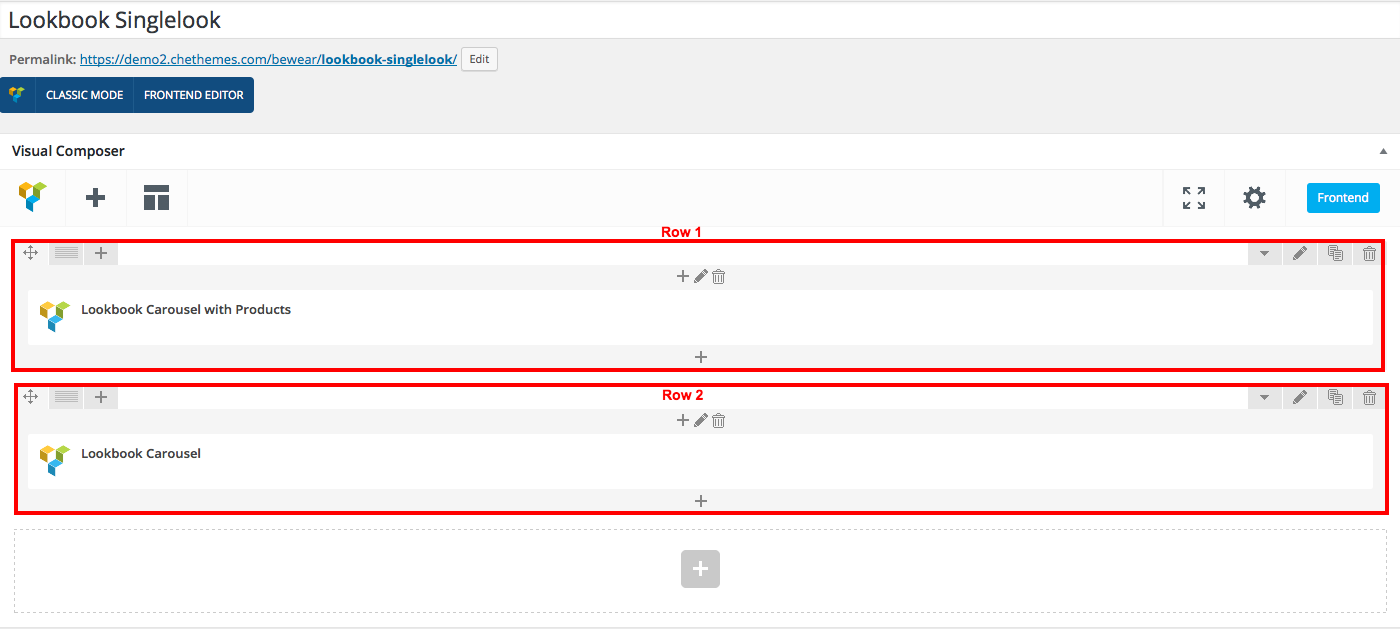 Lookbook Singlelook
Permalink: https://demo2.chethemes.com/bewear/lookbook-singlelook/ Edit
CLASSIC MODE FRONTEND EDITOR
Visual Composer
Frontend
Row 1
Lookbook Carousel with Products
Row 2
Lookbook Carousel